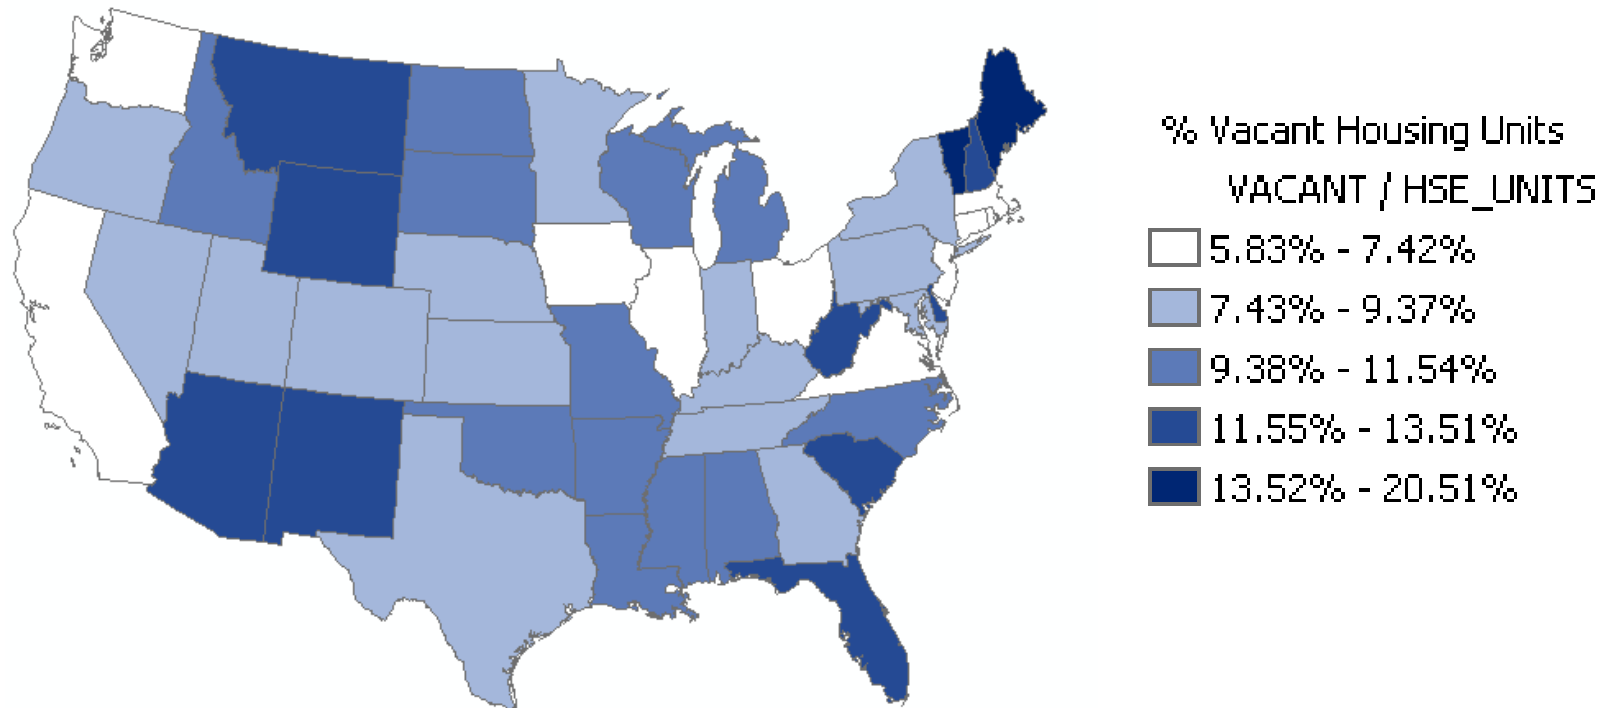 % Vacant Housing Units
VACANT / HSE_UNITS
5.83% - 7.42%
7.43% - 9.37%
9.38% - 11.54%
11.55% - 13.51%
13.52% - 20.51%